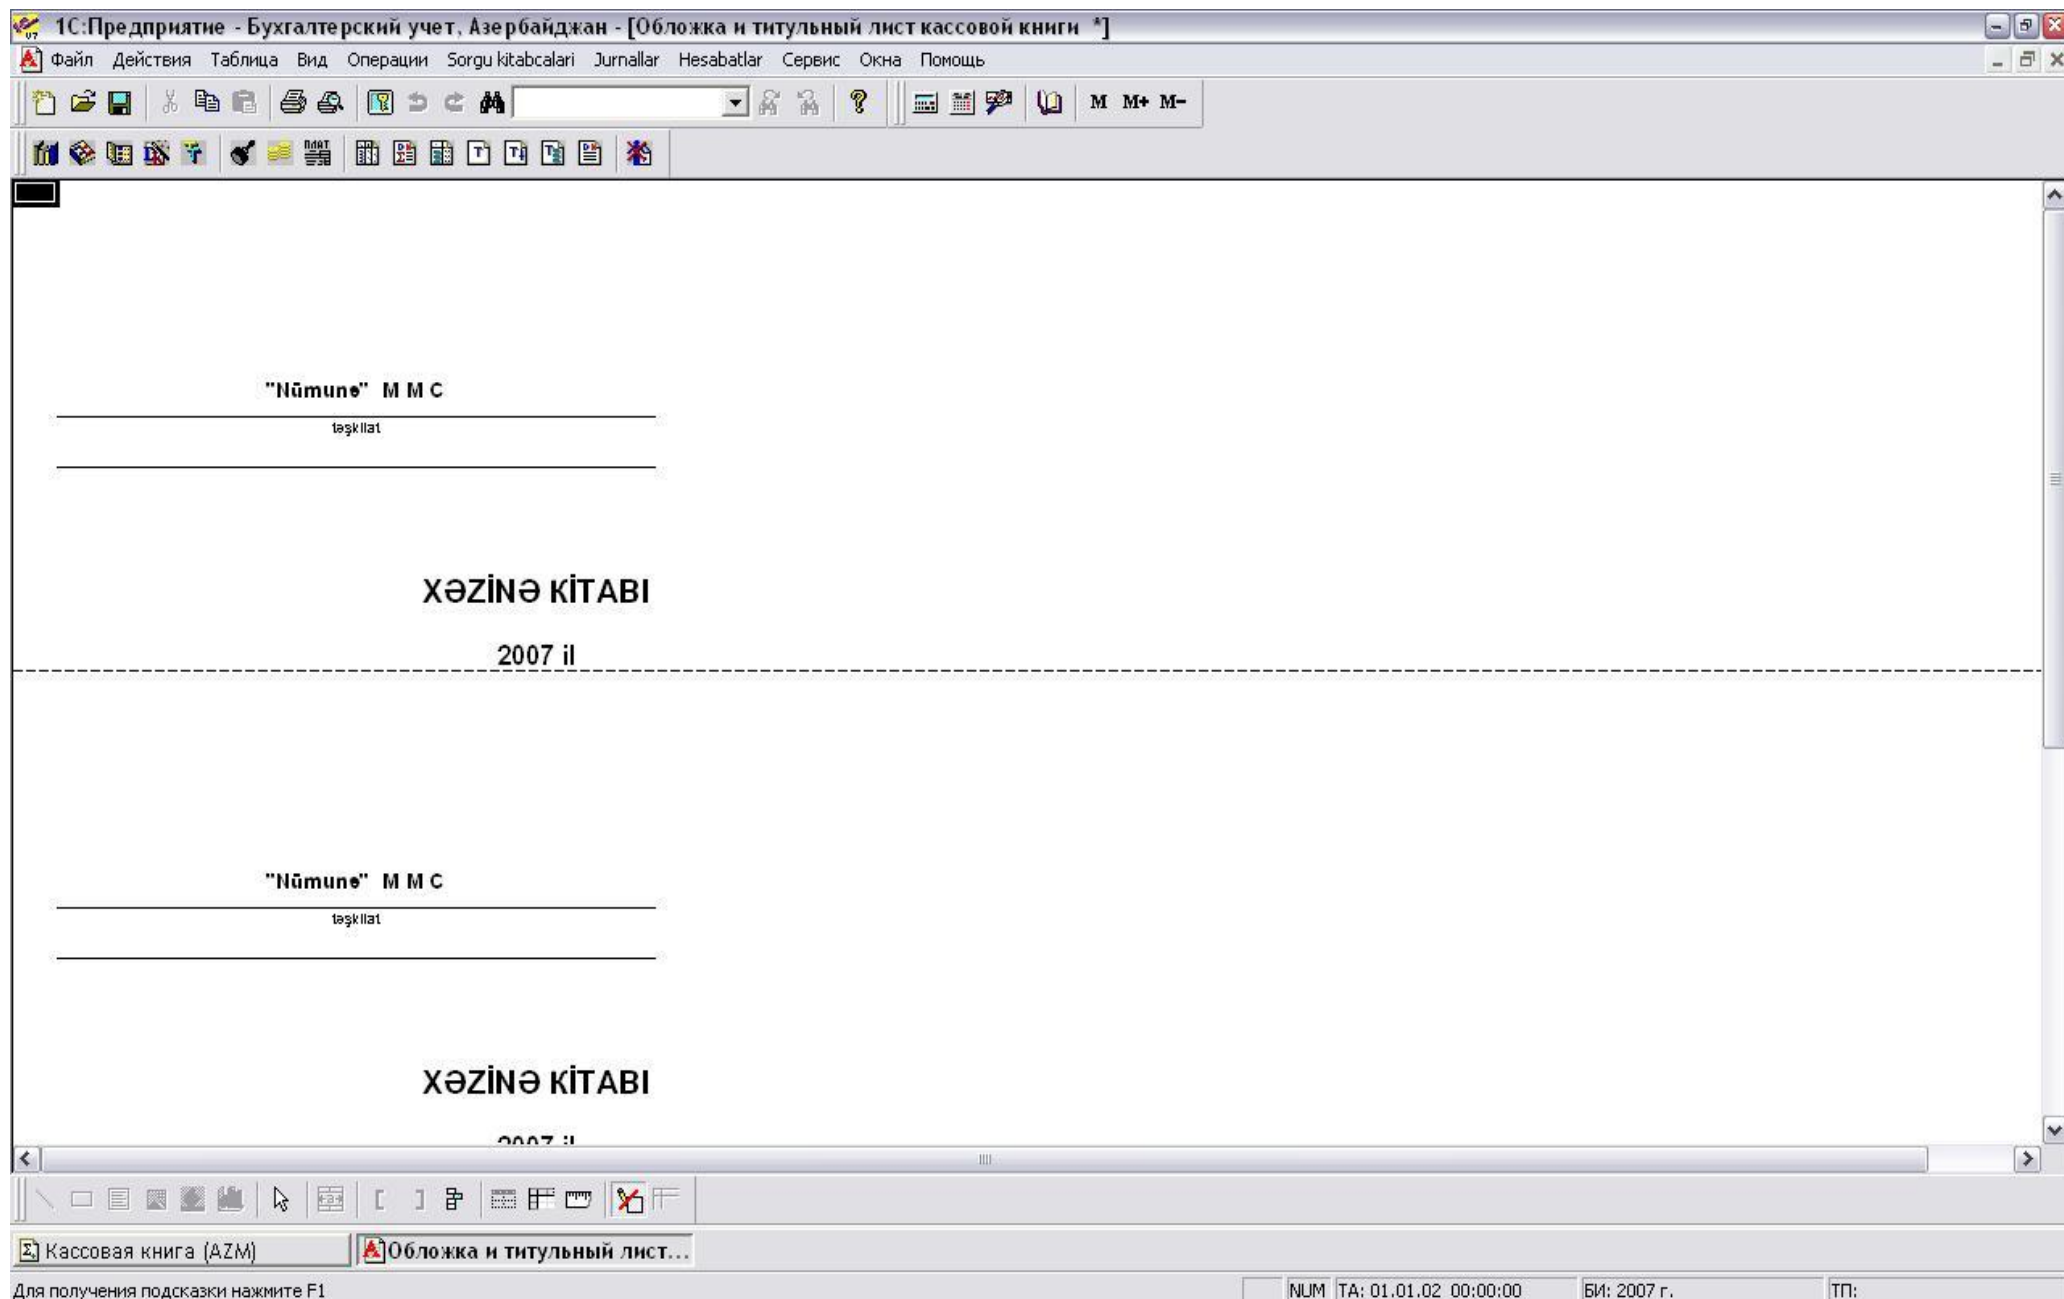 1С:Предприятие - Бухгалтерский учет, Азербайджан - [Обложка и титульный лист кассовой книги *]
Файл Действия Таблица Вид Операции Sorgu kitabcalari Jurnallar Hesabatlar Сервис Окна Помощь
M M+ M-
"Nümunə" M M C
təşkilat
XƏZİNƏ KİTABI
2007 il
"Nümunə" M M C
təşkilat
XƏZİNƏ KİTABI
2007 il
Кассовая книга (AZM) Обложка и титульный лист...
Для получения подсказки нажмите F1 NUM TA: 01.01.02 00:00:00 БИ: 2007 г. ТП: